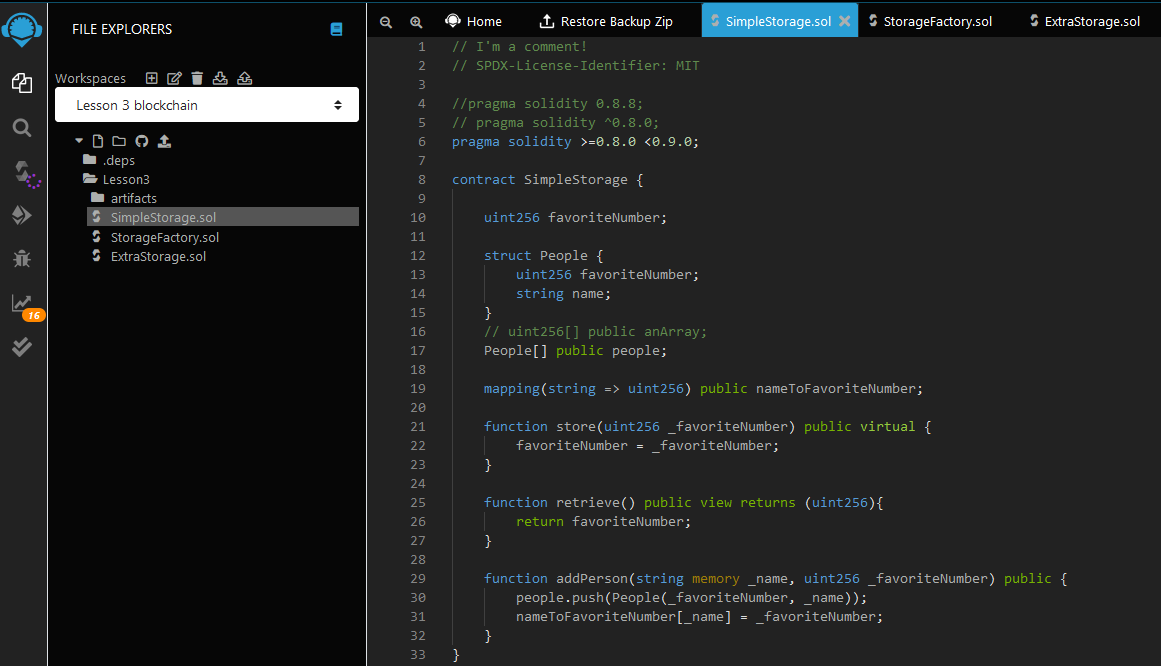 FILE EXPLORERS
Workspaces
Lesson 3 blockchain
.deps
Lesson3
artifacts
SimpleStorage.sol
StorageFactory.sol
ExtraStorage.sol
16
Home
Restore Backup Zip
SimpleStorage.sol
StorageFactory.sol
ExtraStorage.sol
1 // I'm a comment!
2 // SPDX-License-Identifier: MIT
3
4 //pragma solidity 0.8.8;
5 // pragma solidity ^0.8.0;
6 pragma solidity >=0.8.0 <0.9.0;
7
8 contract SimpleStorage {
9
10     uint256 favoriteNumber;
11
12     struct People {
13         uint256 favoriteNumber;
14         string name;
15     }
16     // uint256[] public anArray;
17     People[] public people;
18
19     mapping(string => uint256) public nameToFavoriteNumber;
20
21     function store(uint256 _favoriteNumber) public virtual {
22         favoriteNumber = _favoriteNumber;
23     }
24
25     function retrieve() public view returns (uint256){
26         return favoriteNumber;
27     }
28
29     function addPerson(string memory _name, uint256 _favoriteNumber) public {
30         people.push(People(_favoriteNumber, _name));
31         nameToFavoriteNumber[_name] = _favoriteNumber;
32     }
33 }